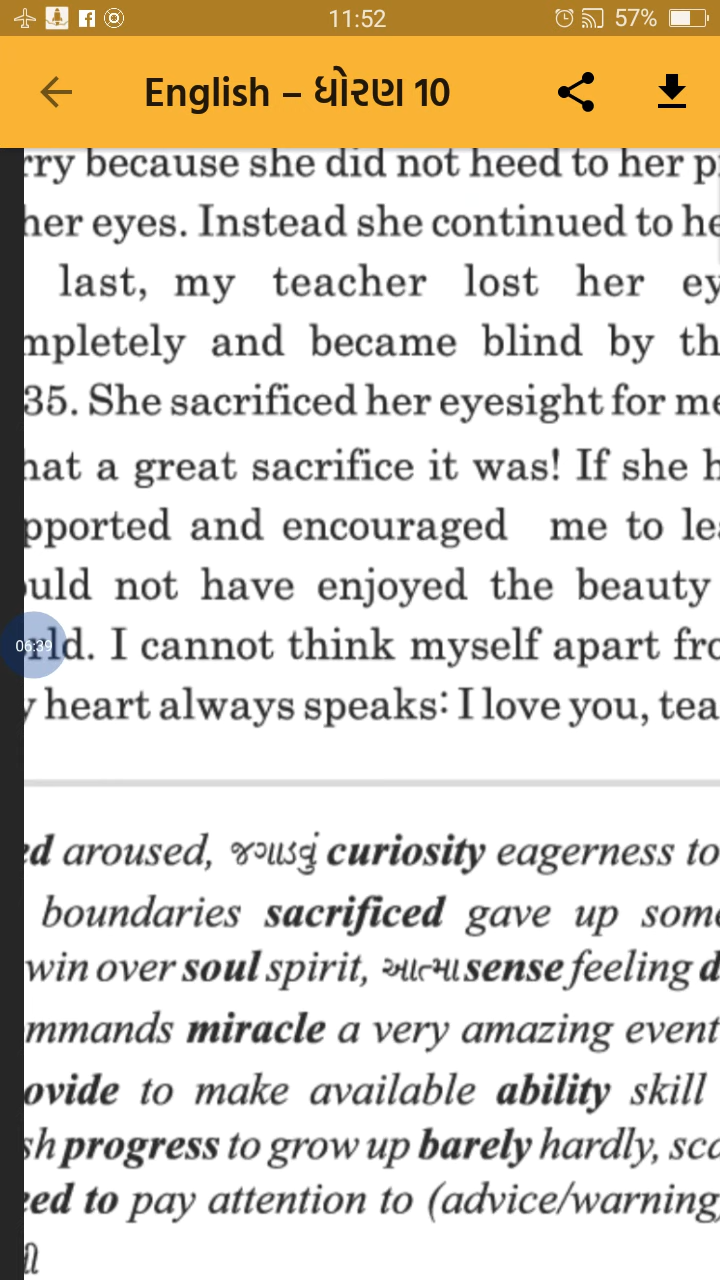 11:52 57%
English – ધોરણ 10
rry because she did not heed to her p
her eyes. Instead she continued to he
last, my teacher lost her ey
mpletely and became blind by th
35. She sacrificed her eyesight for me
hat a great sacrifice it was! If she h
pported and encouraged me to lea
uld not have enjoyed the beauty
06:39 rld. I cannot think myself apart fro
y heart always speaks: I love you, tea
ed aroused, જગાડવું curiosity eagerness to
boundaries sacrificed gave up some
win over soul spirit, આત્મા sense feeling d
mmands miracle a very amazing event
ovide to make available ability skill
sh progress to grow up barely hardly, sca
eed to pay attention to (advice/warning